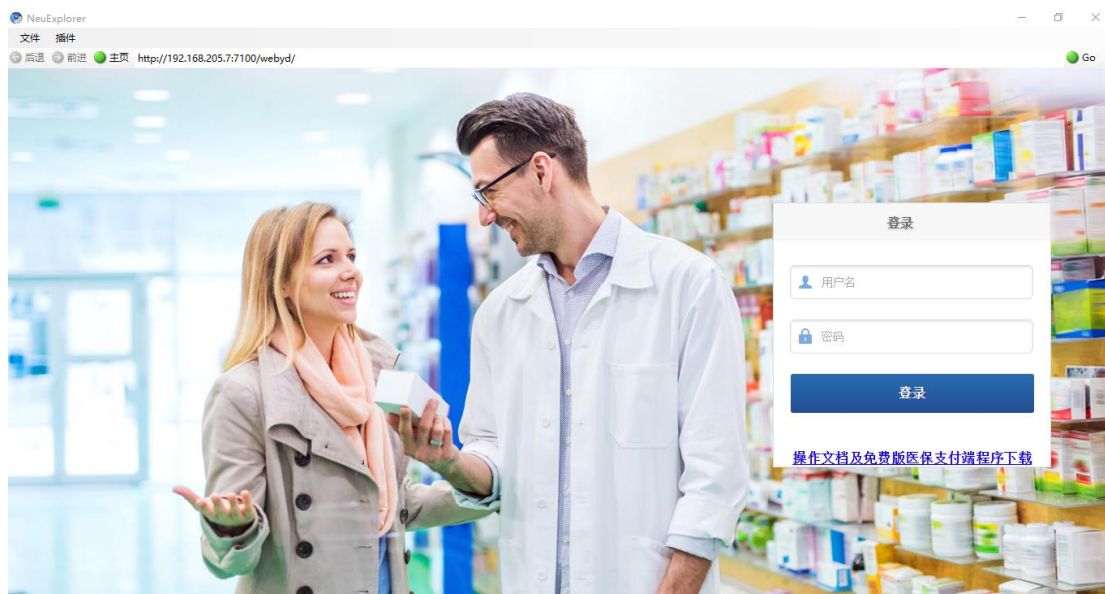 NeuExplorer
文件 插件
后退 前进 主页 http://192.168.205.7:7100/webyd/ Go
登录
用户名
密码
登录
操作文档及免费版医保支付端程序下载